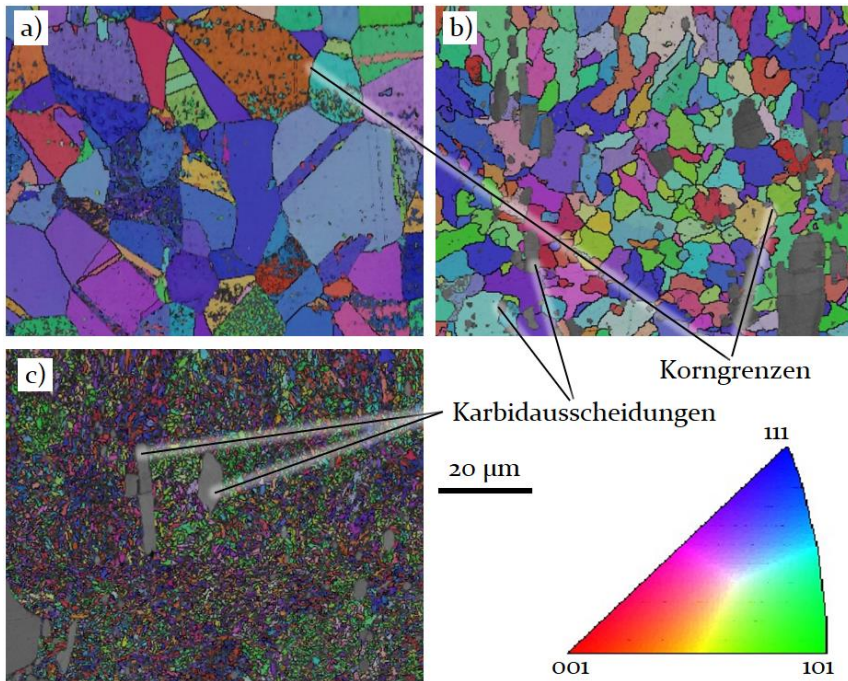 a)
b)
Korngrenzen
c)
Karbidausscheidungen
20 µm
111
001
101